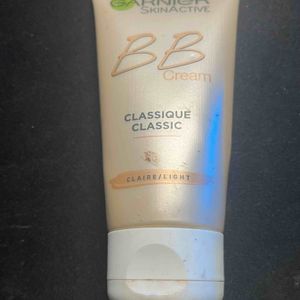 GARNIER
SKINACTIVE
BB
Cream
CLASSIQUE
CLASSIC
CLAIRE/LIGHT